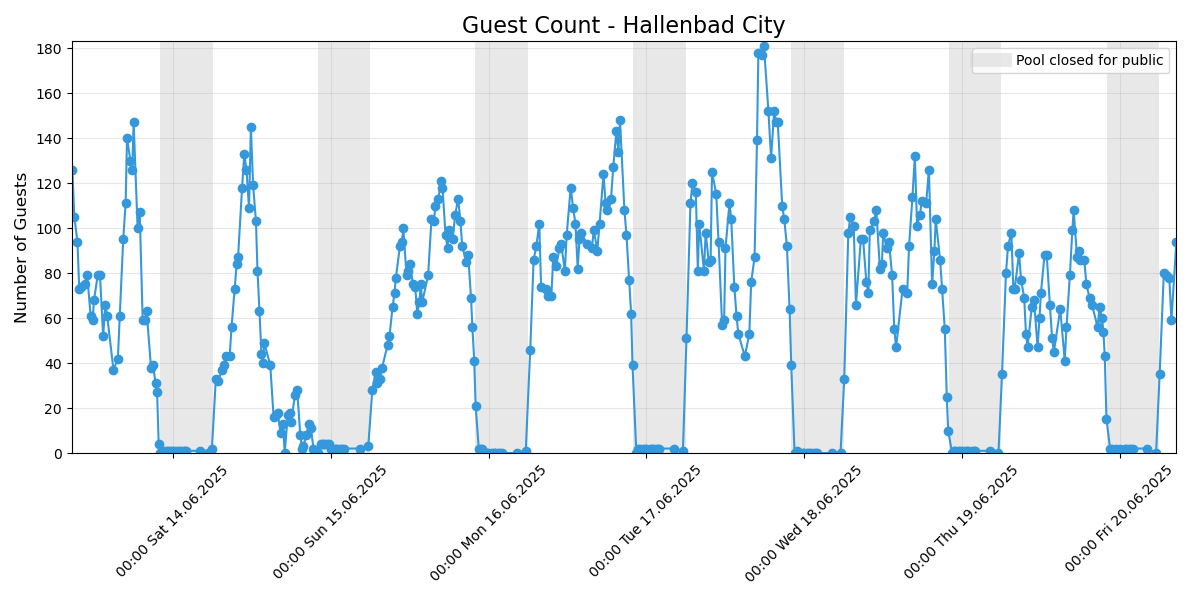 Guest Count - Hallenbad City
Pool closed for public
Number of Guests
180
160
140
120
100
80
60
40
20
0
00:00 Sat 14.06.2025
00:00 Sun 15.06.2025
00:00 Mon 16.06.2025
00:00 Tue 17.06.2025
00:00 Wed 18.06.2025
00:00 Thu 19.06.2025
00:00 Fri 20.06.2025